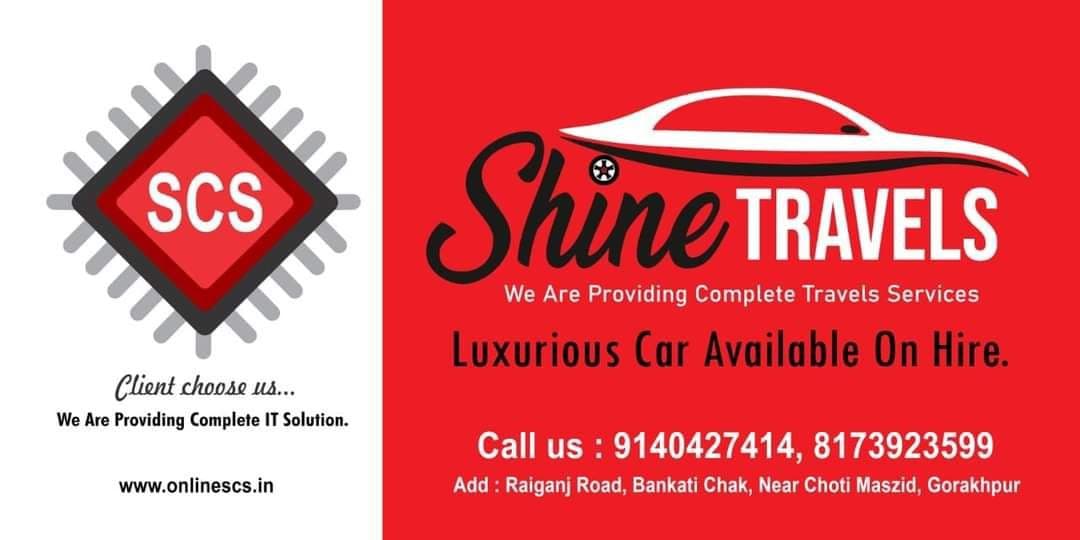 SCS
Client choose us...
We Are Providing Complete IT Solution.
www.onlinescs.in
Shine TRAVELS
We Are Providing Complete Travels Services
Luxurious Car Available On Hire.
Call us : 9140427414, 8173923599
Add : Raiganj Road, Bankati Chak, Near Choti Maszid, Gorakhpur